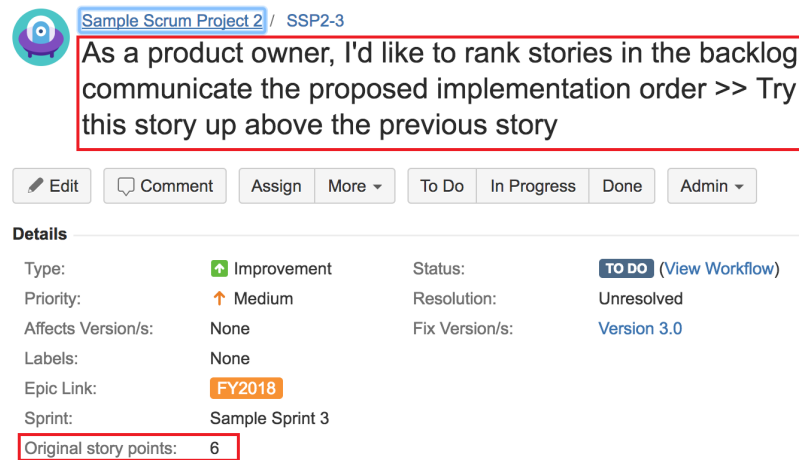 Sample Scrum Project 2 / SSP2-3
As a product owner, I'd like to rank stories in the backlog
communicate the proposed implementation order >> Try
this story up above the previous story
Edit Comment Assign More To Do In Progress Done Admin
Details
Type: Improvement Status: TO DO (View Workflow)
Priority: Medium Resolution: Unresolved
Affects Version/s: None Fix Version/s: Version 3.0
Labels: None
Epic Link: FY2018
Sprint: Sample Sprint 3
Original story points: 6